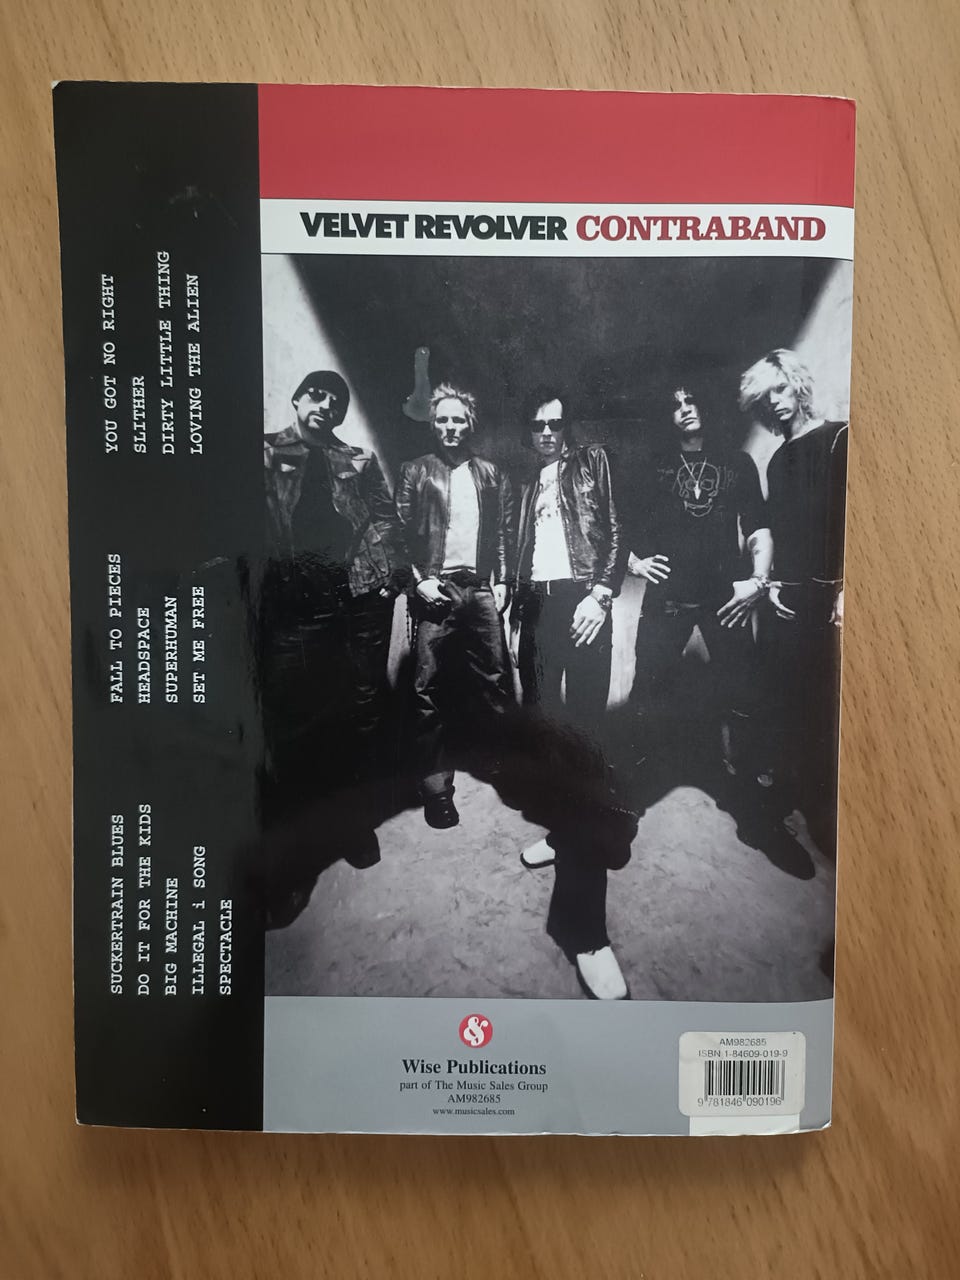 VELVET REVOLVER CONTRABAND
SUCKERTRAIN BLUES
DO IT FOR THE KIDS
BIG MACHINE
ILLEGAL i SONG
SPECTACLE
FALL TO PIECES
HEADSPACE
SUPERHUMAN
SET ME FREE
YOU GOT NO RIGHT
SLITHER
DIRTY LITTLE THING
LOVING THE ALIEN
Wise Publications
part of The Music Sales Group
AM982685
www.musicsales.com
AM982685
ISBN 1-84609-019-9
9 781846 090196